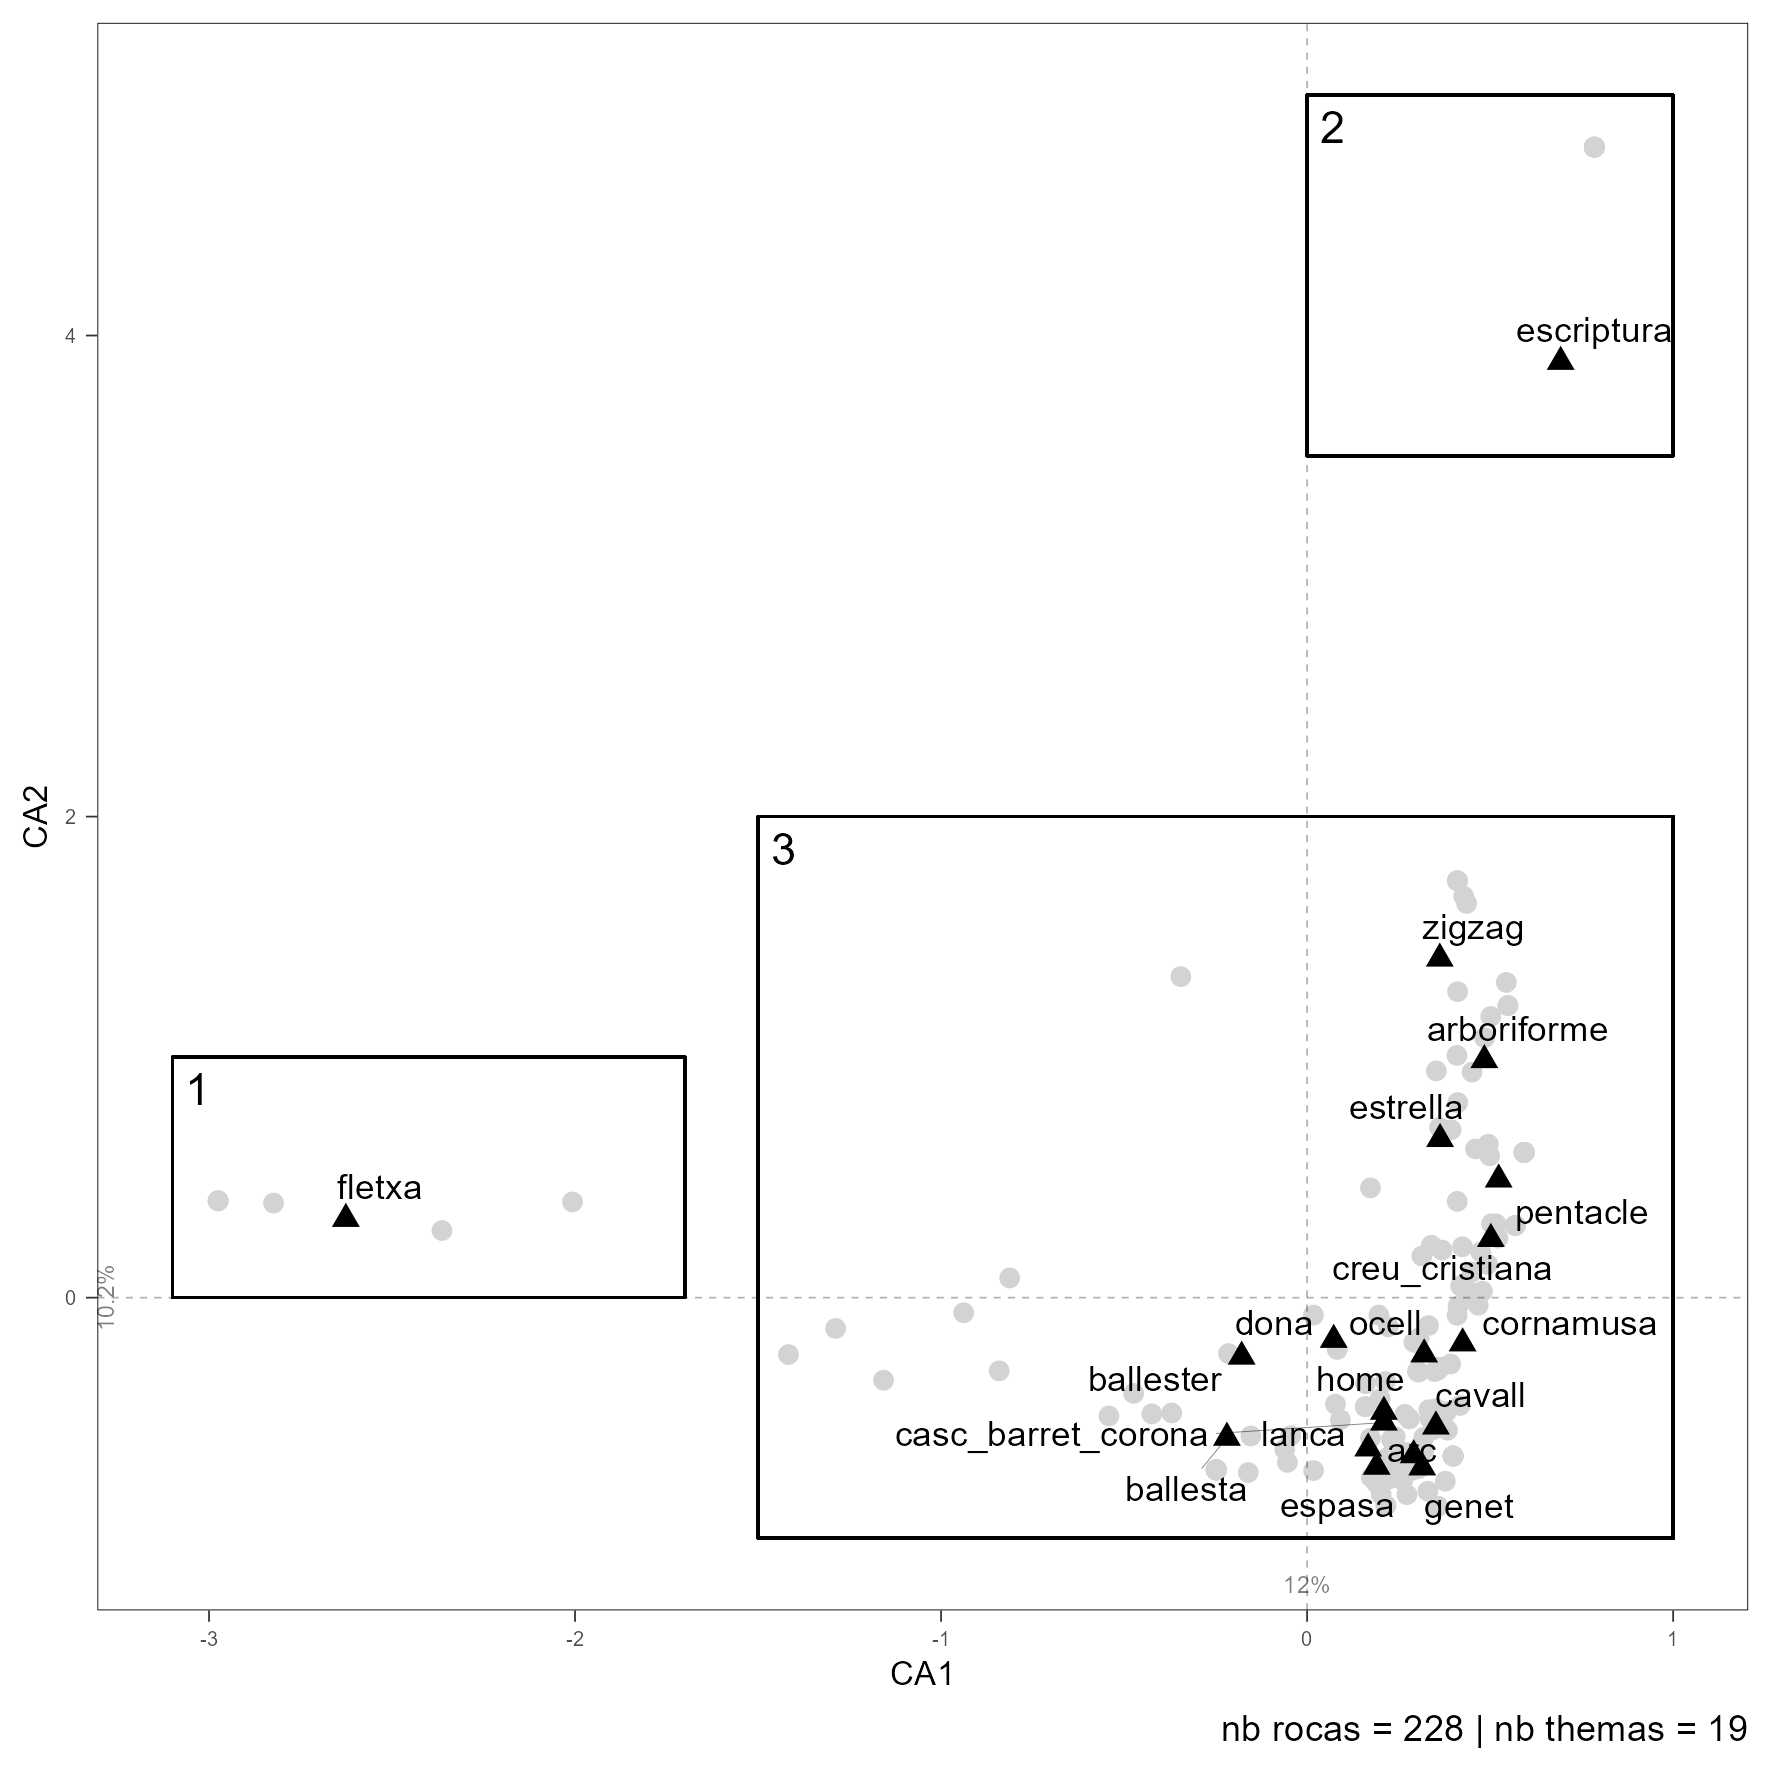 2
escriptura
4
CA2
2
3
zigzag
arboriforme
1
estrella
fletxa
pentacle
creu_cristiana
0
10.2%
dona
ocell
cornamusa
ballester
home
cavall
casc_barret_corona
lanca
arc
ballesta
espasa
genet
12%
-3
-2
-1
0
1
CA1
nb rocas = 228 | nb themas = 19